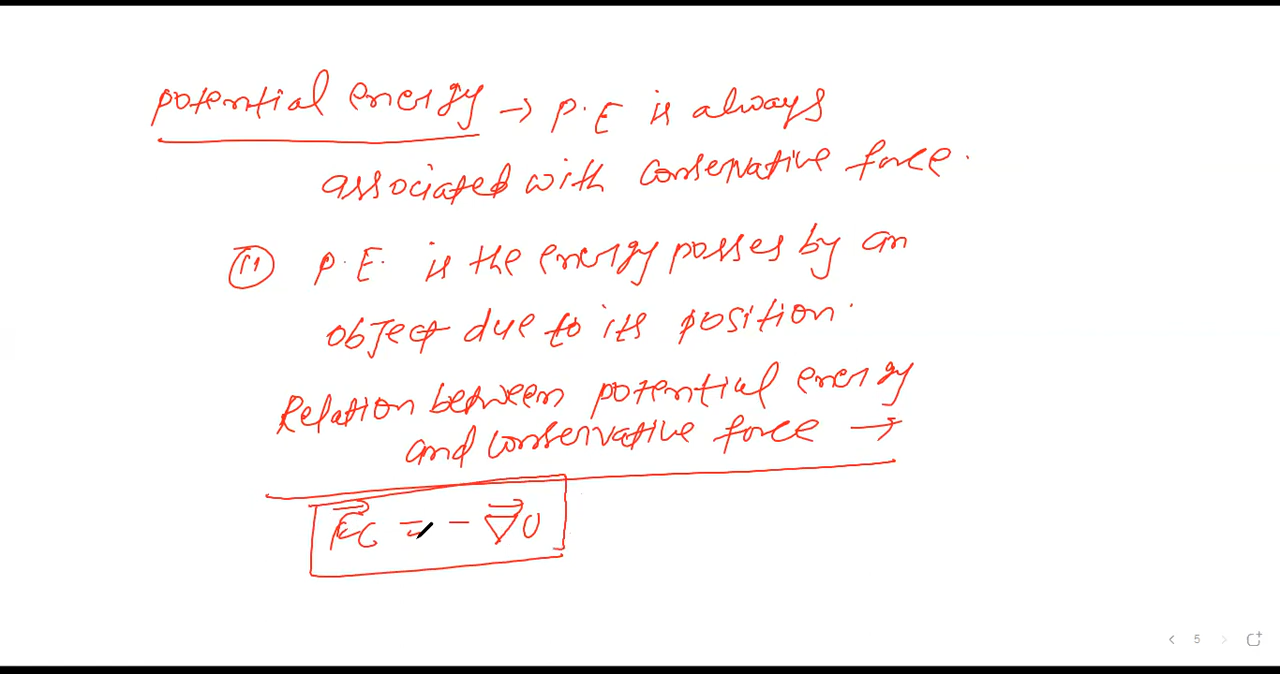 potential energy → P.E is always
associated with conservative force.
(ii) P.E. is the energy posses by an
object due to its position.
Relation between potential energy
and conservative force →
F⃗c = - ∇⃗U
5